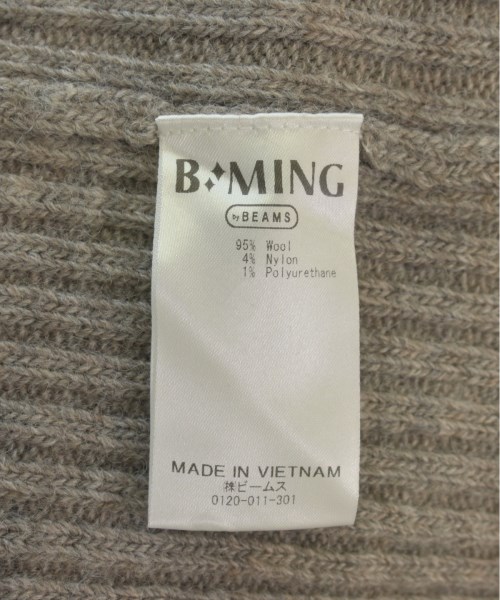 B:MING
by BEAMS
95% Wool
4% Nylon
1% Polyurethane
MADE IN VIETNAM
㈱ビームス
0120-011-301